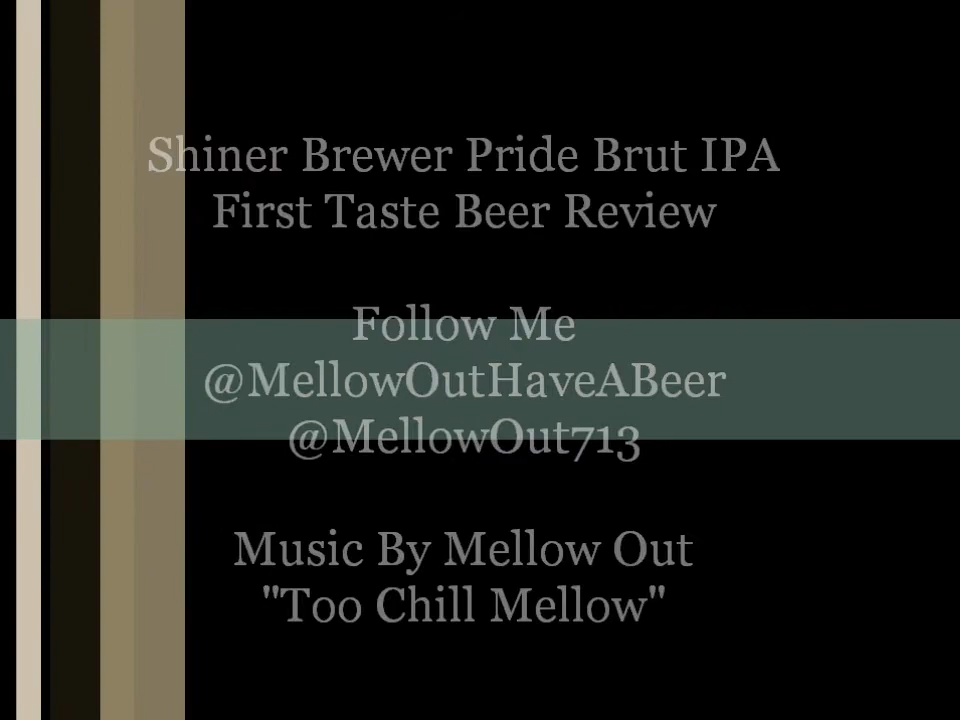 Shiner Brewer Pride Brut IPA
First Taste Beer Review
Follow Me
@MellowOutHaveABeer
@MellowOut713
Music By Mellow Out
"Too Chill Mellow"